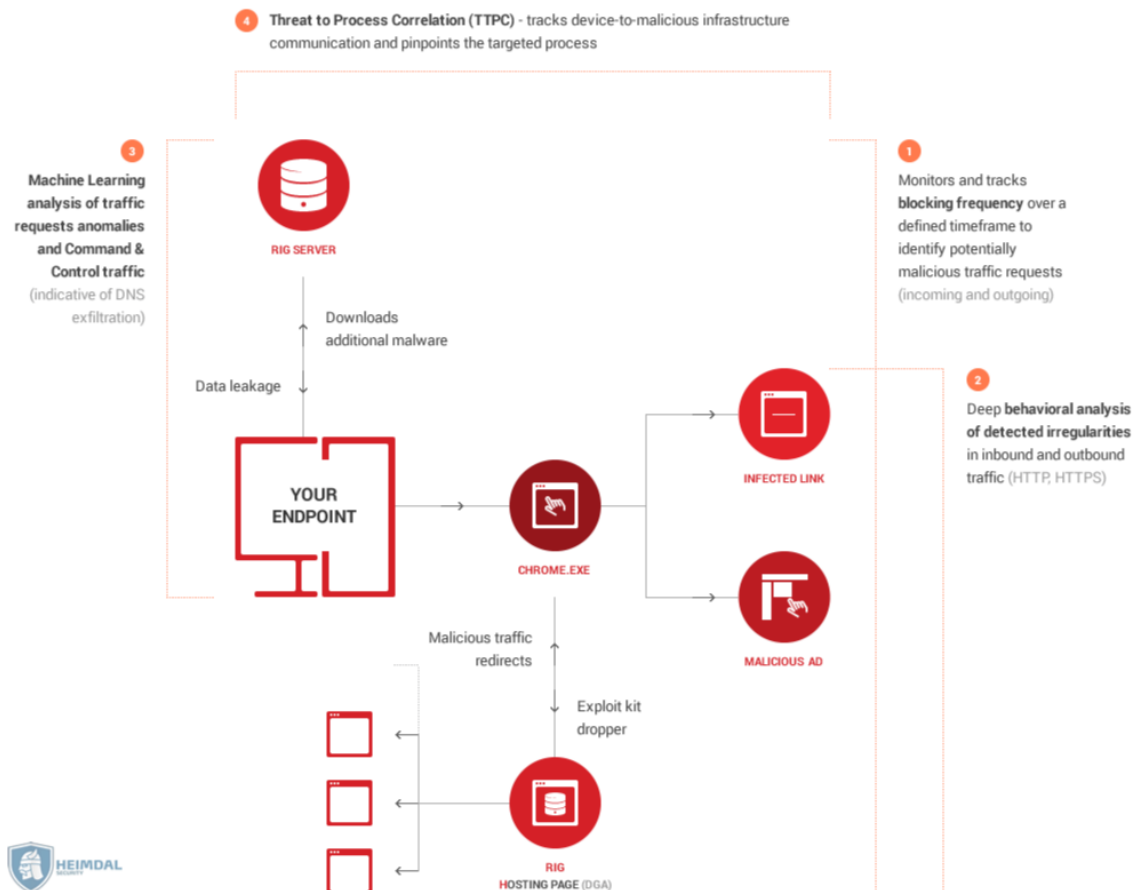 4
Threat to Process Correlation (TTPC) - tracks device-to-malicious infrastructure
communication and pinpoints the targeted process
3
Machine Learning
analysis of traffic
requests anomalies
and Command &
Control traffic
(indicative of DNS
exfiltration)
RIG SERVER
1
Monitors and tracks
blocking frequency over a
defined timeframe to
identify potentially
malicious traffic requests
(incoming and outgoing)
Downloads
additional malware
Data leakage
2
Deep behavioral analysis
of detected irregularities
in inbound and outbound
traffic (HTTP, HTTPS)
YOUR
ENDPOINT
CHROME.EXE
INFECTED LINK
MALICIOUS AD
Malicious traffic
redirects
Exploit kit
dropper
RIG
HOSTING PAGE (DGA)
HEIMDAL
SECURITY